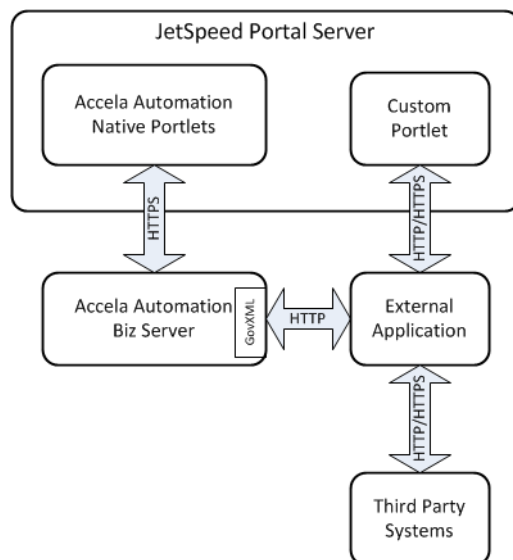 JetSpeed Portal Server
Accela Automation
Native Portlets
Custom
Portlet
HTTPS
HTTP/HTTPS
Accela Automation
Biz Server
GovXML
HTTP
External
Application
HTTP/HTTPS
Third Party
Systems